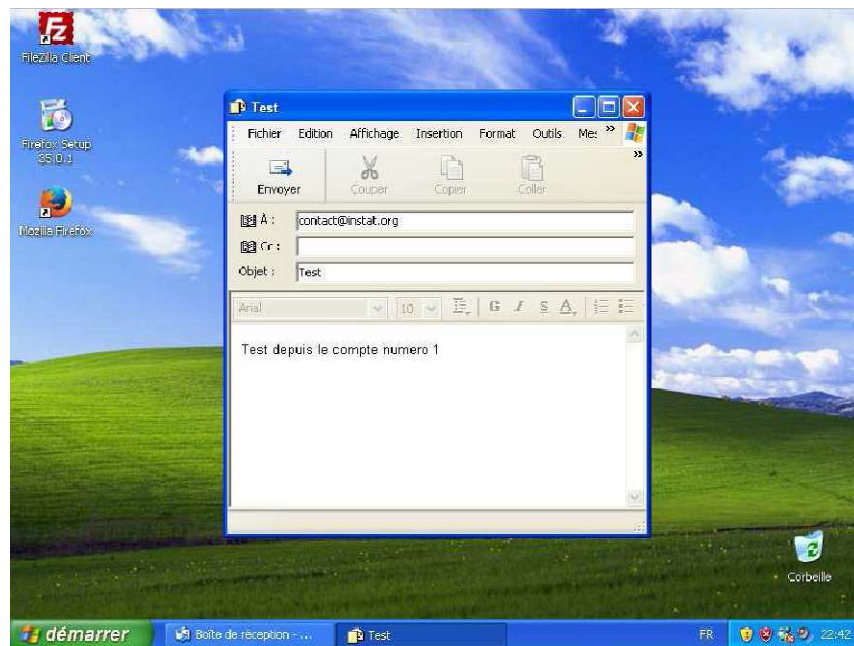 FileZilla Client
Firefox Setup
35.0.1
Mozilla Firefox
Test
Fichier Edition Affichage Insertion Format Outils Me: »
Envoyer Couper Copier Coller »
À : contact@instat.org
Cc :
Objet : Test
Arial 10 G I S A
Test depuis le compte numero 1
Corbeille
démarrer Boîte de réception - ... Test FR 22:42